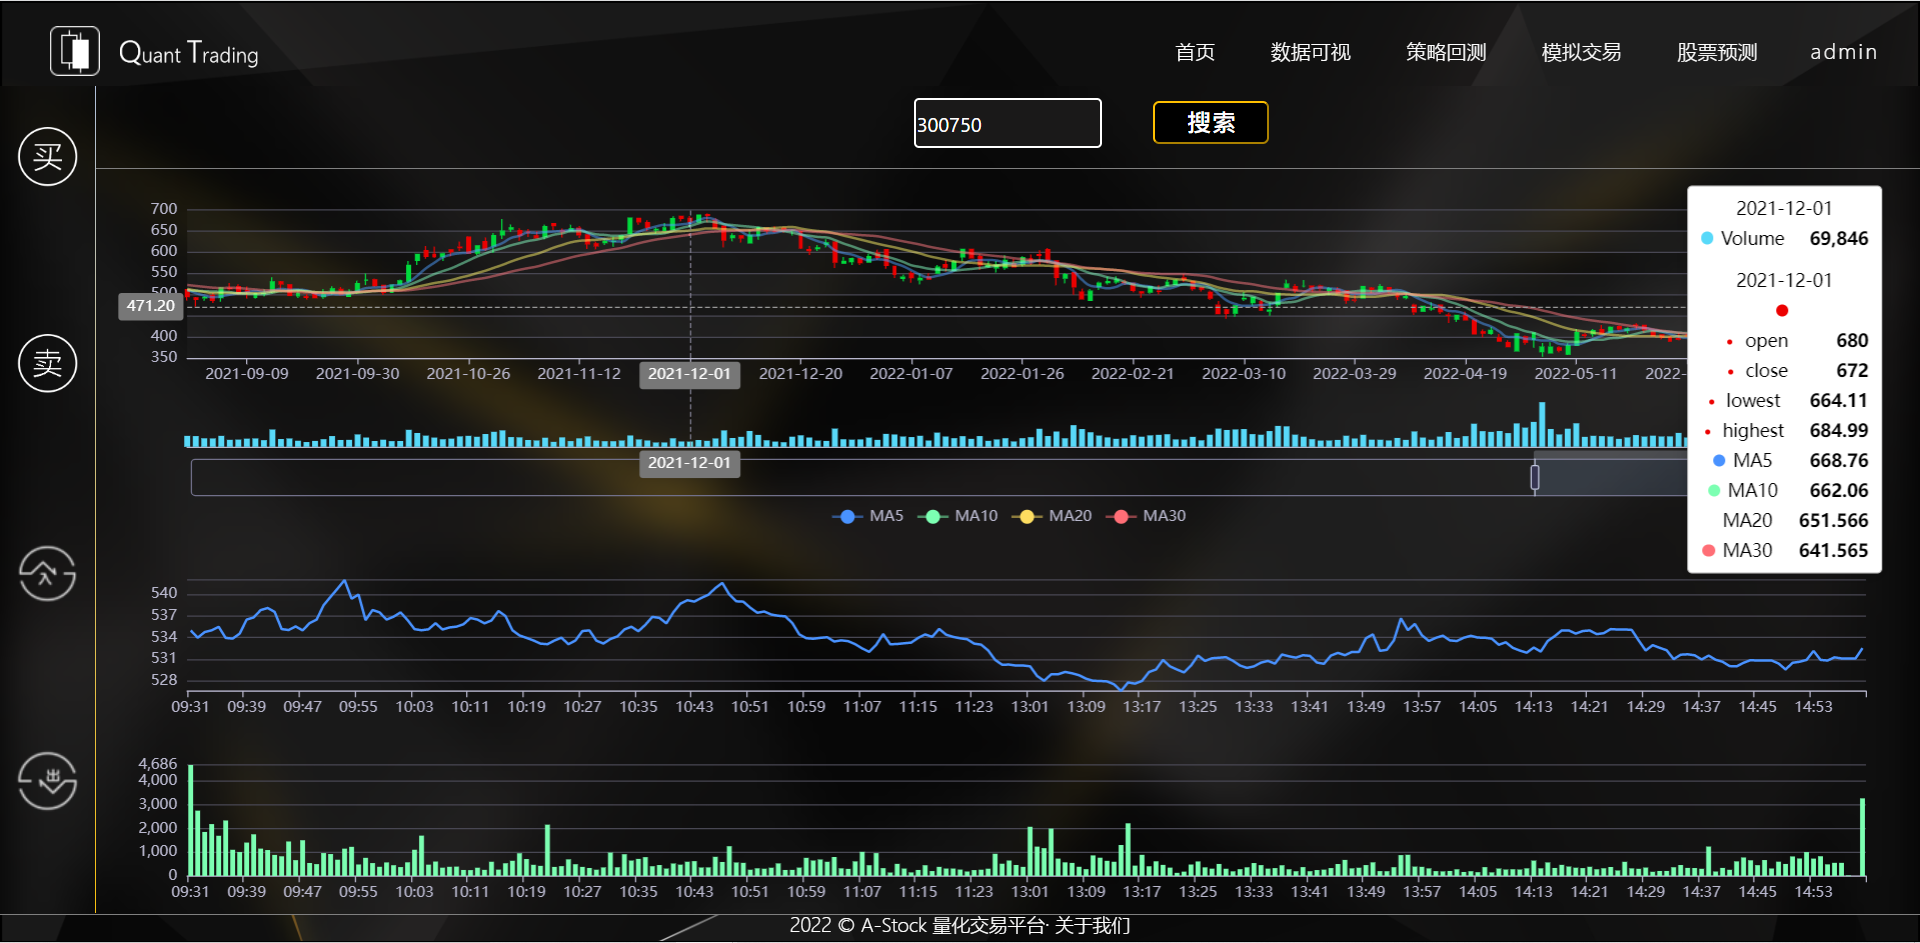 Quant Trading
首页 数据可视 策略回测 模拟交易 股票预测 admin
300750 搜索
买
卖
入
出
700
650
600
550
500
471.20
400
350
2021-09-09 2021-09-30 2021-10-26 2021-11-12 2021-12-01 2021-12-20 2022-01-07 2022-01-26 2022-02-21 2022-03-10 2022-03-29 2022-04-19 2022-05-11 2022-
2021-12-01
2021-12-01
Volume 69,846
2021-12-01
open 680
close 672
lowest 664.11
highest 684.99
MA5 668.76
MA10 662.06
MA20 651.566
MA30 641.565
MA5 MA10 MA20 MA30
540
537
534
531
528
09:31 09:39 09:47 09:55 10:03 10:11 10:19 10:27 10:35 10:43 10:51 10:59 11:07 11:15 11:23 13:01 13:09 13:17 13:25 13:33 13:41 13:49 13:57 14:05 14:13 14:21 14:29 14:37 14:45 14:53
4,686
4,000
3,000
2,000
1,000
0
09:31 09:39 09:47 09:55 10:03 10:11 10:19 10:27 10:35 10:43 10:51 10:59 11:07 11:15 11:23 13:01 13:09 13:17 13:25 13:33 13:41 13:49 13:57 14:05 14:13 14:21 14:29 14:37 14:45 14:53
2022 © A-Stock 量化交易平台· 关于我们